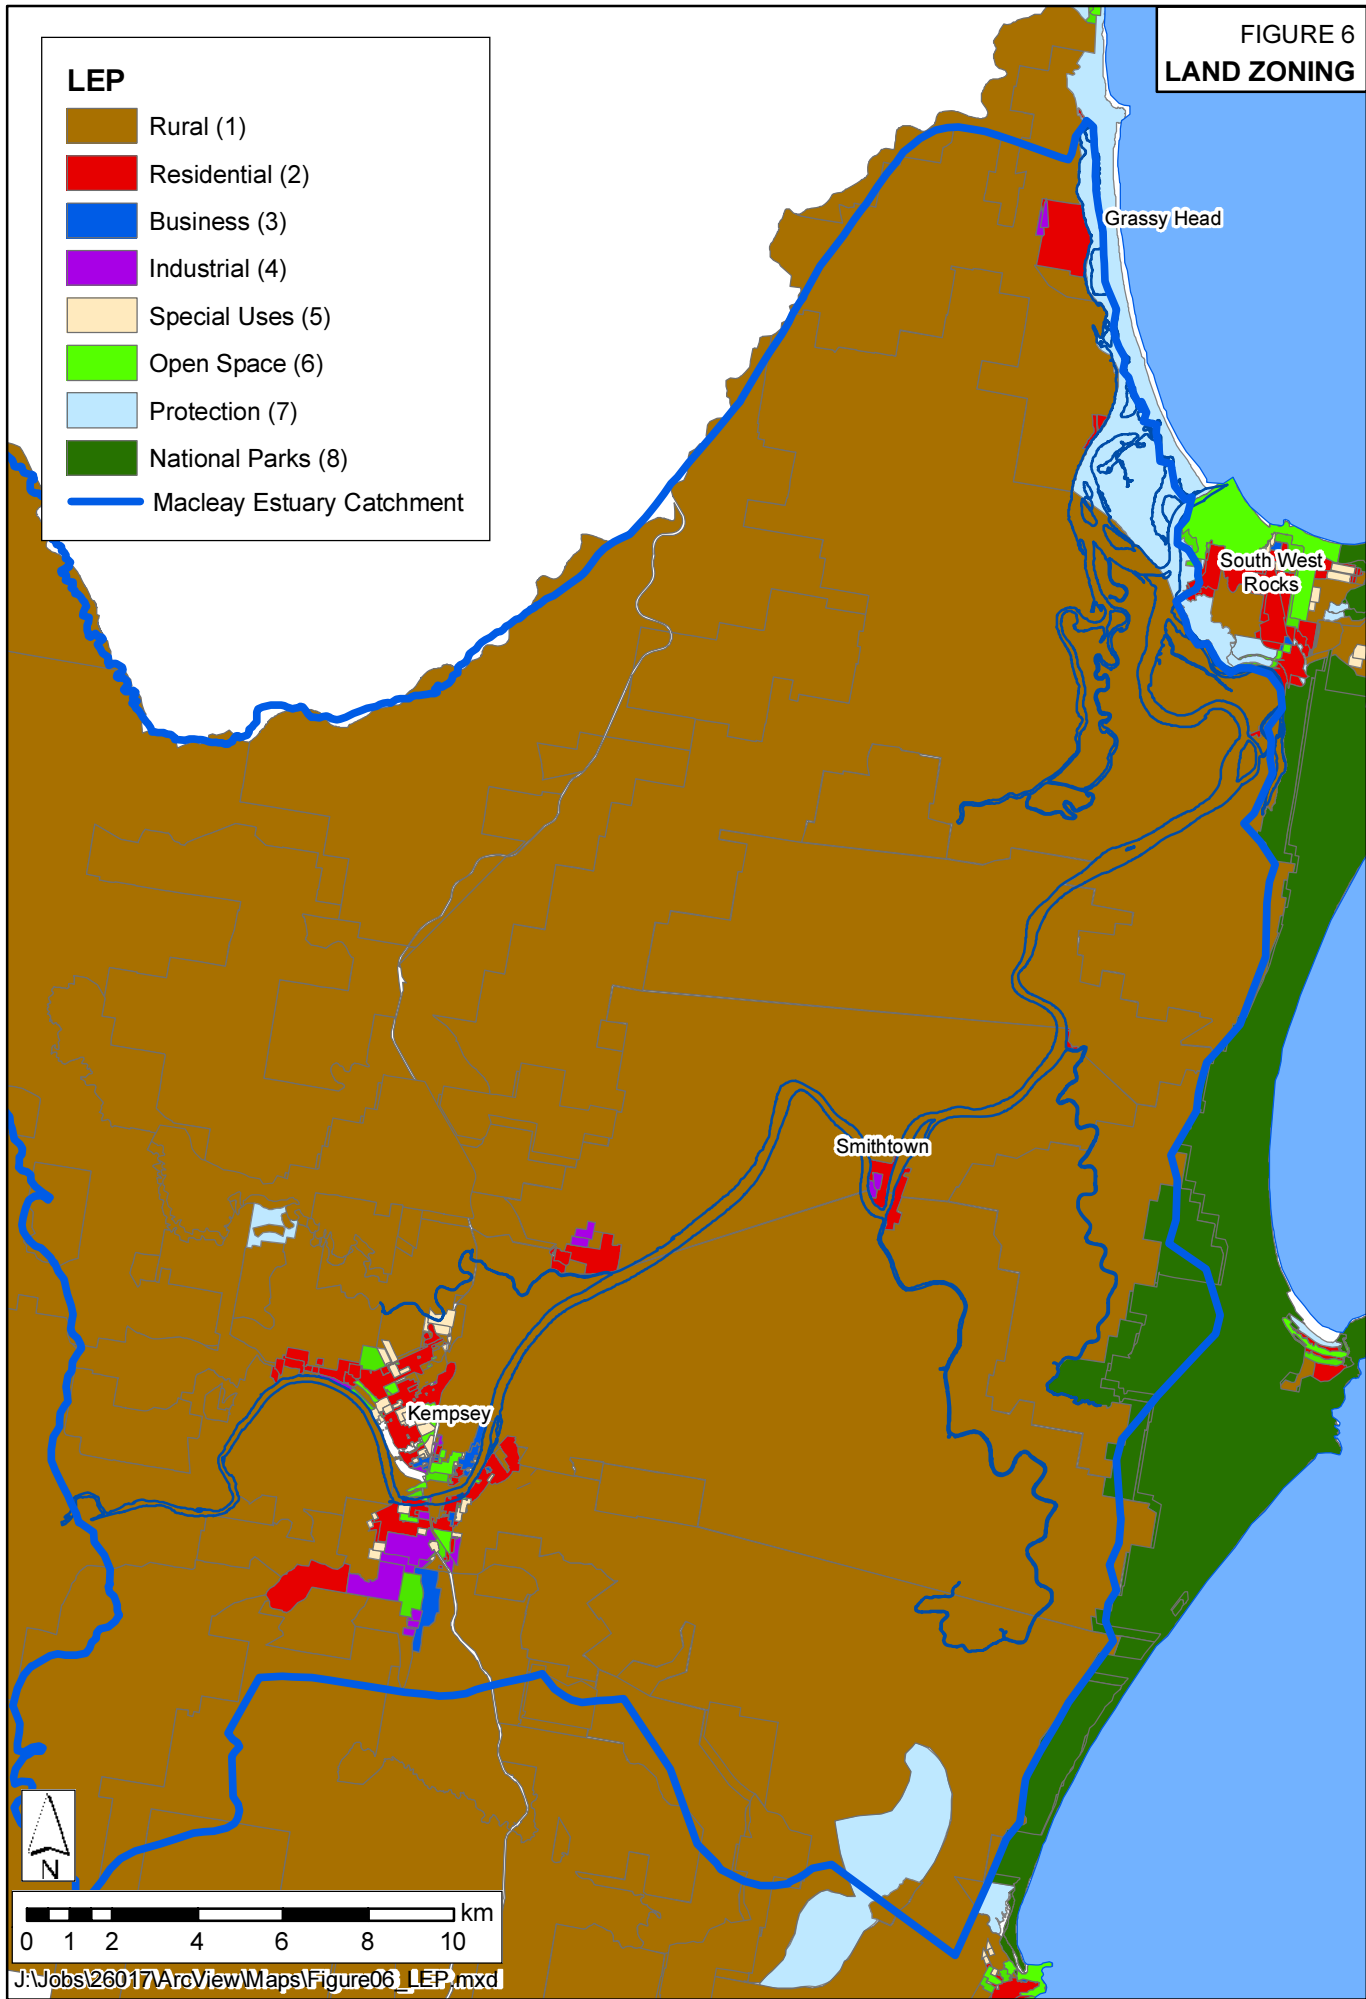 FIGURE 6
LAND ZONING
LEP
Rural (1)
Residential (2)
Business (3)
Industrial (4)
Special Uses (5)
Open Space (6)
Protection (7)
National Parks (8)
Macleay Estuary Catchment
Grassy Head
South West
Rocks
Smithtown
Kempsey
N
km
0 1 2 4 6 8 10
J:\Jobs\26017\ArcView\Maps\Figure06_LEP.mxd